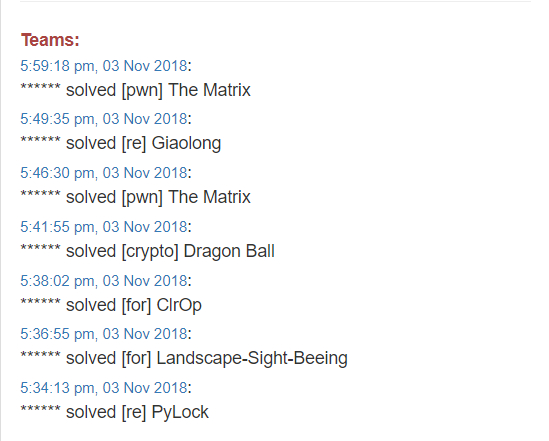 Teams:
5:59:18 pm, 03 Nov 2018:
****** solved [pwn] The Matrix
5:49:35 pm, 03 Nov 2018:
****** solved [re] Giaolong
5:46:30 pm, 03 Nov 2018:
****** solved [pwn] The Matrix
5:41:55 pm, 03 Nov 2018:
****** solved [crypto] Dragon Ball
5:38:02 pm, 03 Nov 2018:
****** solved [for] ClrOp
5:36:55 pm, 03 Nov 2018:
****** solved [for] Landscape-Sight-Beeing
5:34:13 pm, 03 Nov 2018:
****** solved [re] PyLock